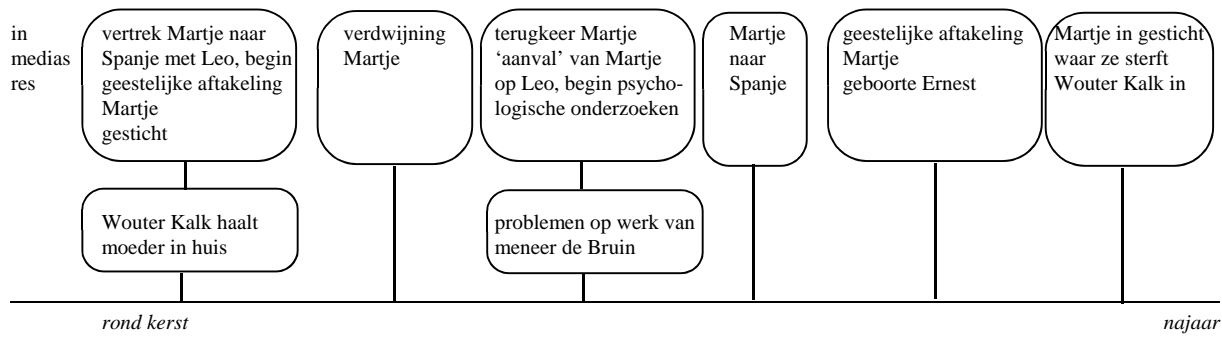 in
medias
res
vertrek Martje naar
Spanje met Leo, begin
geestelijke aftakeling
Martje
gesticht
verdwijning
Martje
terugkeer Martje
‘aanval’ van Martje
op Leo, begin psycho-
logische onderzoeken
Martje
naar
Spanje
geestelijke aftakeling
Martje
geboorte Ernest
Martje in gesticht
waar ze sterft
Wouter Kalk in
Wouter Kalk haalt
moeder in huis
problemen op werk van
meneer de Bruin
rond kerst
najaar